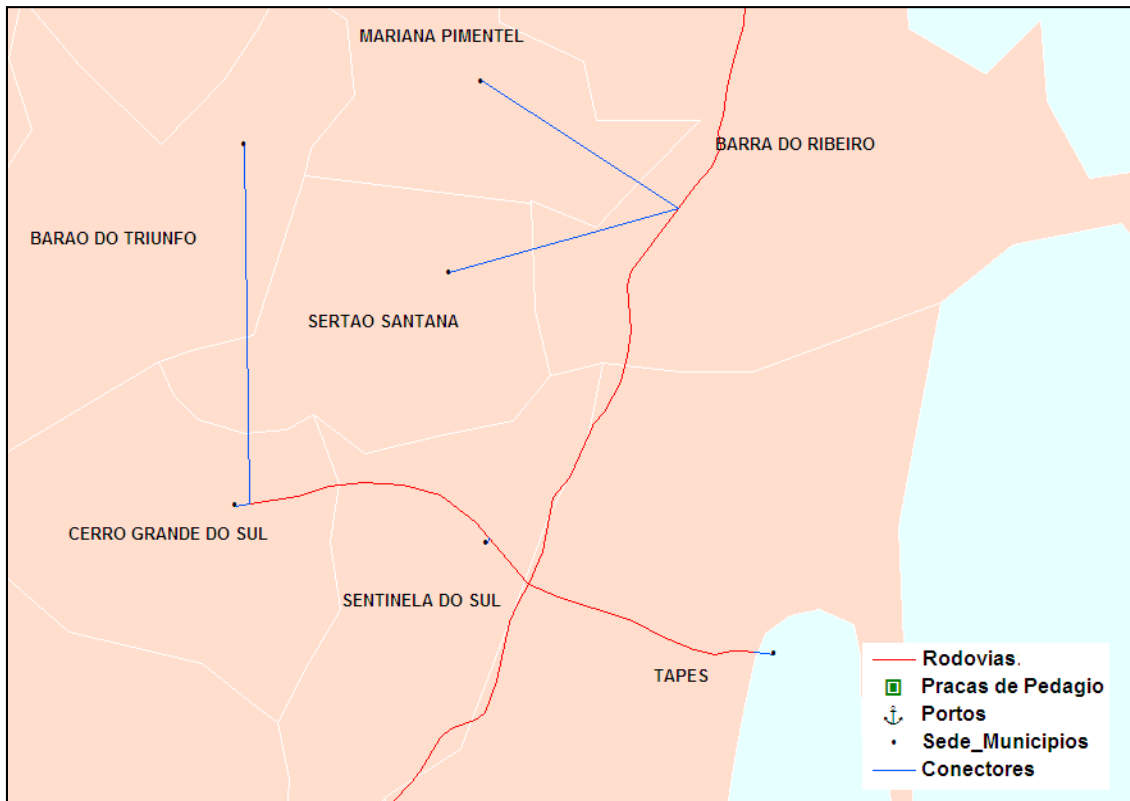 MARIANA PIMENTEL
BARRA DO RIBEIRO
BARAO DO TRIUNFO
SERTAO SANTANA
CERRO GRANDE DO SUL
SENTINELA DO SUL
TAPES
Rodovias.
Pracas de Pedagio
Portos
Sede_Municipios
Conectores